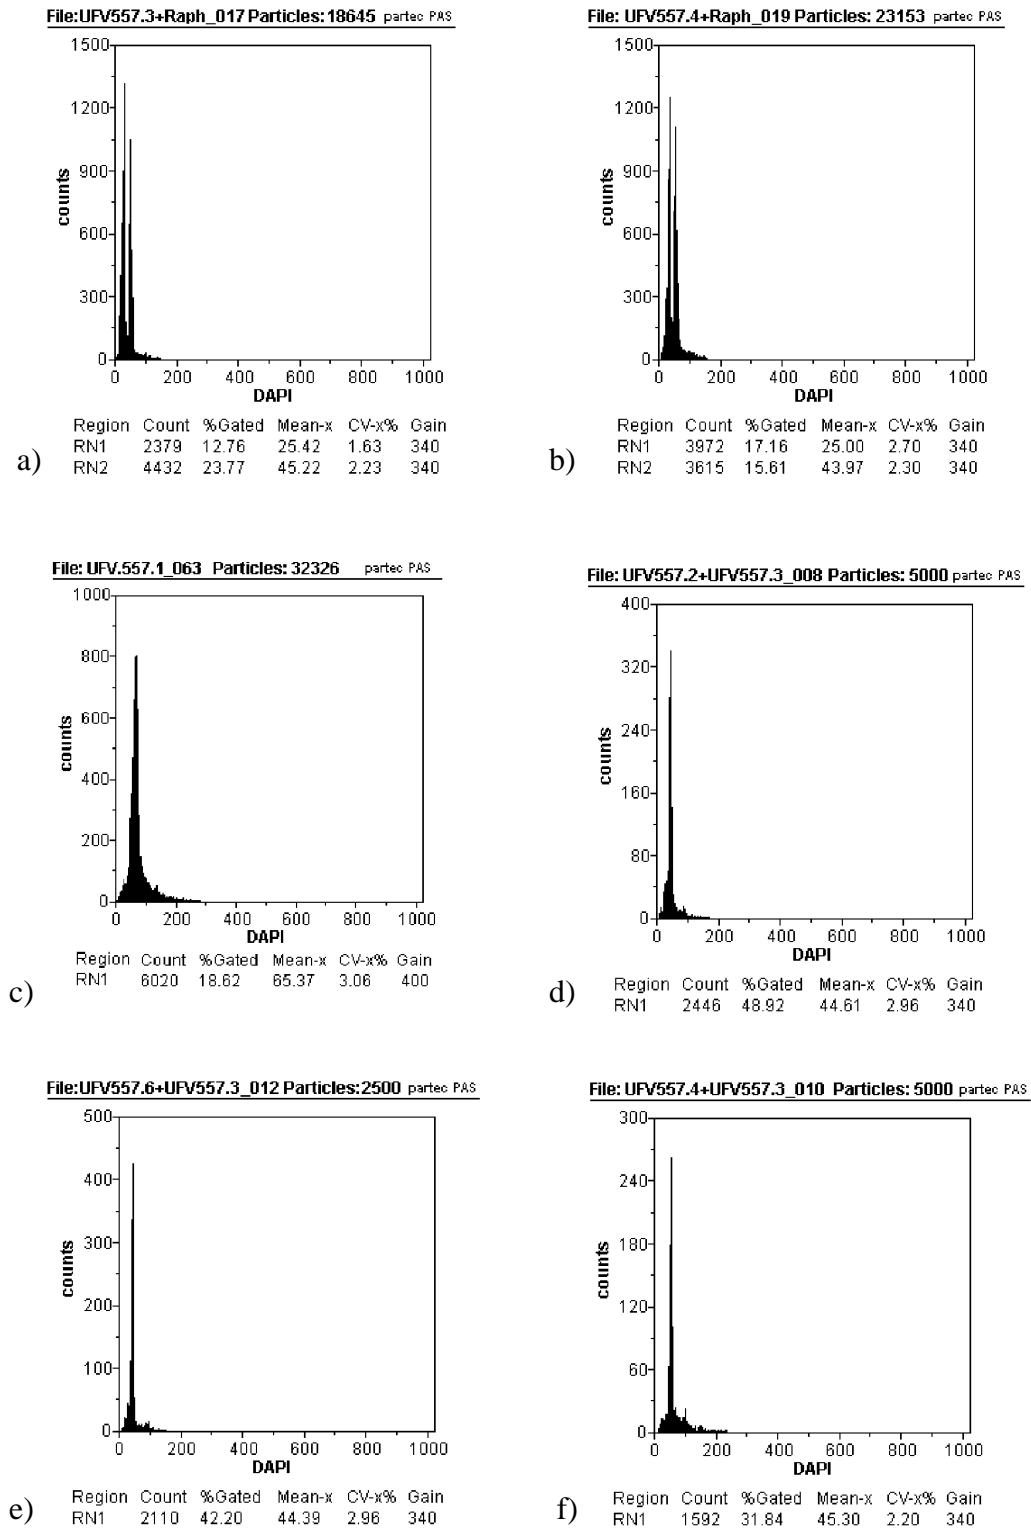 File:UFV557.3+Raph_017 Particles: 18645 partec PAS
1500
1200
900
600
300
0
counts
0 200 400 600 800 1000
DAPI
Region Count %Gated Mean-x CV-x% Gain
RN1 2379 12.76 25.42 1.63 340
a) RN2 4432 23.77 45.22 2.23 340
File: UFV557.4+Raph_019 Particles: 23153 partec PAS
1500
1200
900
600
300
0
counts
0 200 400 600 800 1000
DAPI
Region Count %Gated Mean-x CV-x% Gain
RN1 3972 17.16 25.00 2.70 340
b) RN2 3615 15.61 43.97 2.30 340
File: UFV.557.1_063 Particles: 32326 partec PAS
1000
800
600
400
200
0
counts
0 200 400 600 800 1000
DAPI
Region Count %Gated Mean-x CV-x% Gain
c) RN1 6020 18.62 65.37 3.06 400
File: UFV557.2+UFV557.3_008 Particles: 5000 partec PAS
400
320
240
160
80
0
counts
0 200 400 600 800 1000
DAPI
Region Count %Gated Mean-x CV-x% Gain
d) RN1 2446 48.92 44.61 2.96 340
File:UFV557.6+UFV557.3_012 Particles:2500 partec PAS
500
400
300
200
100
0
counts
0 200 400 600 800 1000
DAPI
Region Count %Gated Mean-x CV-x% Gain
e) RN1 2110 42.20 44.39 2.96 340
File: UFV557.4+UFV557.3_010 Particles: 5000 partec PAS
300
240
180
120
60
0
counts
0 200 400 600 800 1000
DAPI
Region Count %Gated Mean-x CV-x% Gain
f) RN1 1592 31.84 45.30 2.20 340